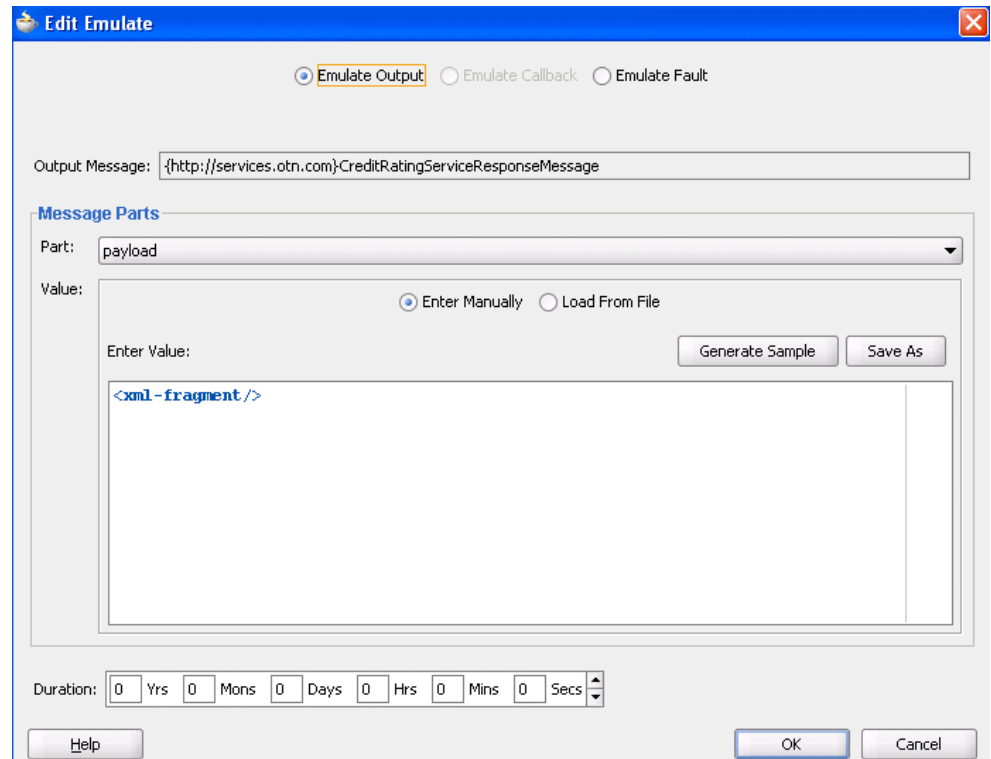 Edit Emulate
Emulate Output Emulate Callback Emulate Fault
Output Message: {http://services.otn.com}CreditRatingServiceResponseMessage
Message Parts
Part: payload
Value: Enter Manually Load From File
Enter Value: Generate Sample Save As
<xml-fragment/>
Duration: 0 Yrs 0 Mons 0 Days 0 Hrs 0 Mins 0 Secs
Help OK Cancel